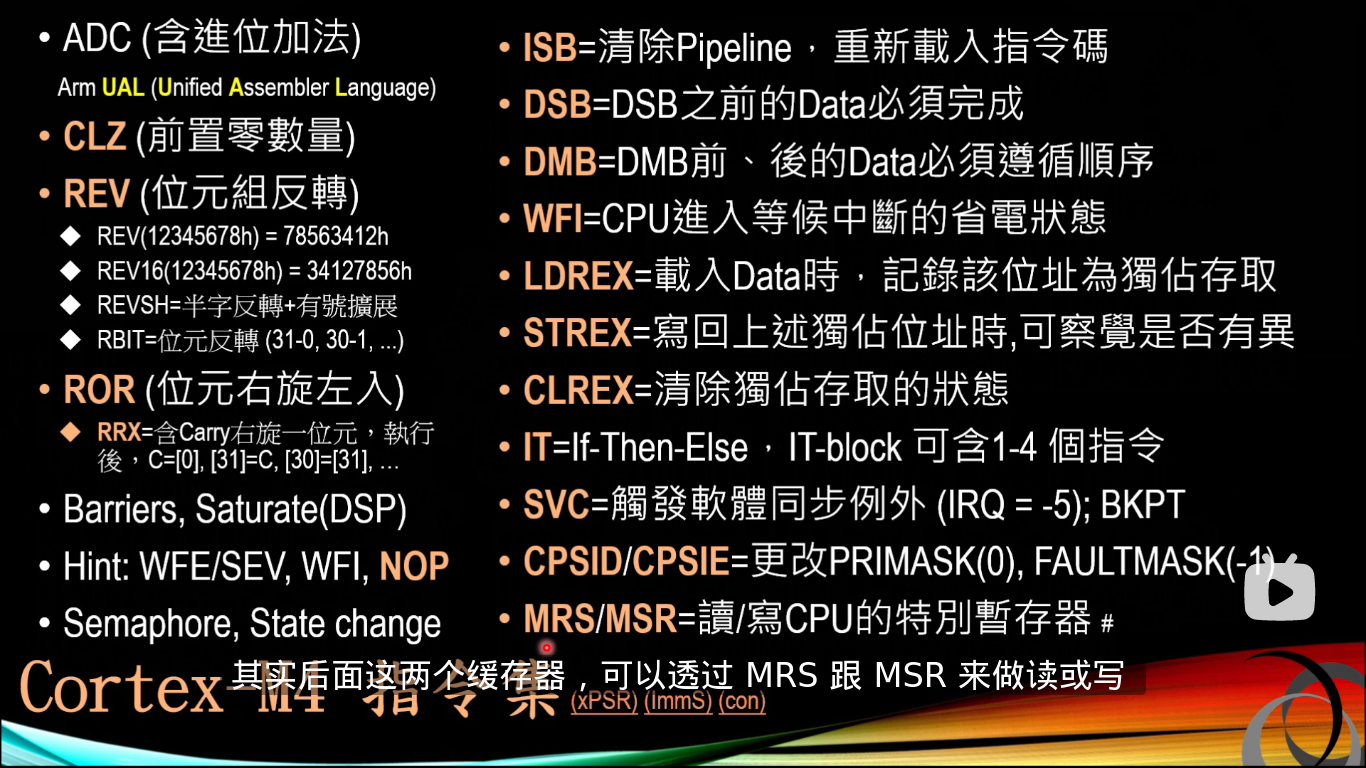 • ADC (含進位加法)
Arm UAL (Unified Assembler Language)
• CLZ (前置零數量)
• REV (位元組反轉)
◆ REV(12345678h) = 78563412h
◆ REV16(12345678h) = 34127856h
◆ REVSH=半字反轉+有號擴展
◆ RBIT=位元反轉 (31-0, 30-1, ...)
• ROR (位元右旋左入)
◆ RRX=含Carry右旋一位元，執行
後，C=[0], [31]=C, [30]=[31], ...
• Barriers, Saturate(DSP)
• Hint: WFE/SEV, WFI, NOP
• Semaphore, State change
• ISB=清除Pipeline，重新載入指令碼
• DSB=DSB之前的Data必須完成
• DMB=DMB前、後的Data必須遵循順序
• WFI=CPU進入等候中斷的省電狀態
• LDREX=載入Data時，記錄該位址為獨佔存取
• STREX=寫回上述獨佔位址時,可察覺是否有異
• CLREX=清除獨佔存取的狀態
• IT=If-Then-Else，IT-block 可含1-4 個指令
• SVC=觸發軟體同步例外 (IRQ = -5); BKPT
• CPSID/CPSIE=更改PRIMASK(0), FAULTMASK(-1)
• MRS/MSR=讀/寫CPU的特別暫存器 #
Cortex-M4 指令集 (xPSR) (ImmS) (con)
其实后面这两个缓存器，可以透过 MRS 跟 MSR 来做读或写